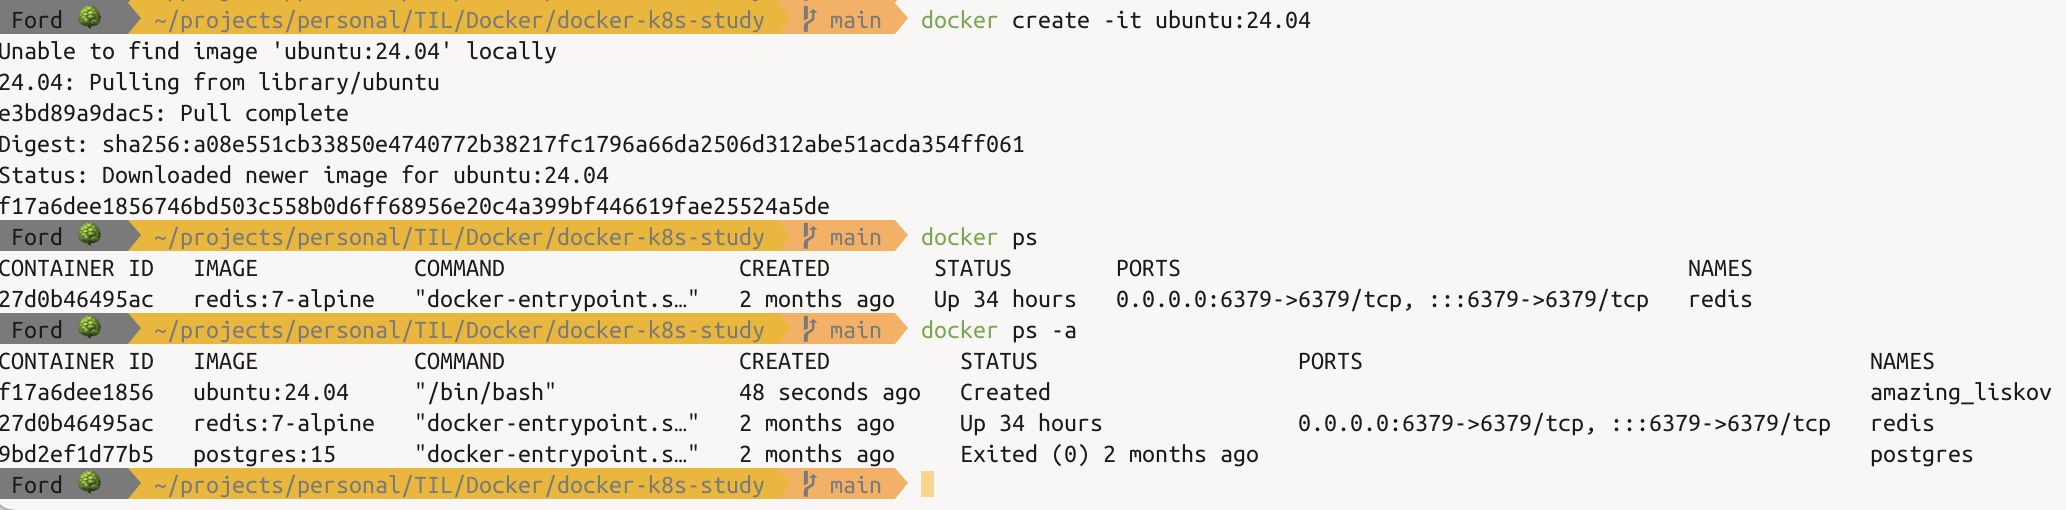 Ford 🌳 ~/projects/personal/TIL/Docker/docker-k8s-study main docker create -it ubuntu:24.04
Unable to find image 'ubuntu:24.04' locally
24.04: Pulling from library/ubuntu
e3bd89a9dac5: Pull complete
Digest: sha256:a08e551cb33850e4740772b38217fc1796a66da2506d312abe51acda354ff061
Status: Downloaded newer image for ubuntu:24.04
f17a6dee1856746bd503c558b0d6ff68956e20c4a399bf446619fae25524a5de
Ford 🌳 ~/projects/personal/TIL/Docker/docker-k8s-study main docker ps
CONTAINER ID   IMAGE            COMMAND                  CREATED        STATUS        PORTS                                       NAMES
27d0b46495ac   redis:7-alpine   "docker-entrypoint.s…"   2 months ago   Up 34 hours   0.0.0.0:6379->6379/tcp, :::6379->6379/tcp   redis
Ford 🌳 ~/projects/personal/TIL/Docker/docker-k8s-study main docker ps -a
CONTAINER ID   IMAGE            COMMAND                  CREATED          STATUS                    PORTS                                       NAMES
f17a6dee1856   ubuntu:24.04     "/bin/bash"              48 seconds ago   Created                                                               amazing_liskov
27d0b46495ac   redis:7-alpine   "docker-entrypoint.s…"   2 months ago     Up 34 hours               0.0.0.0:6379->6379/tcp, :::6379->6379/tcp   redis
9bd2ef1d77b5   postgres:15      "docker-entrypoint.s…"   2 months ago     Exited (0) 2 months ago                                               postgres
Ford 🌳 ~/projects/personal/TIL/Docker/docker-k8s-study main